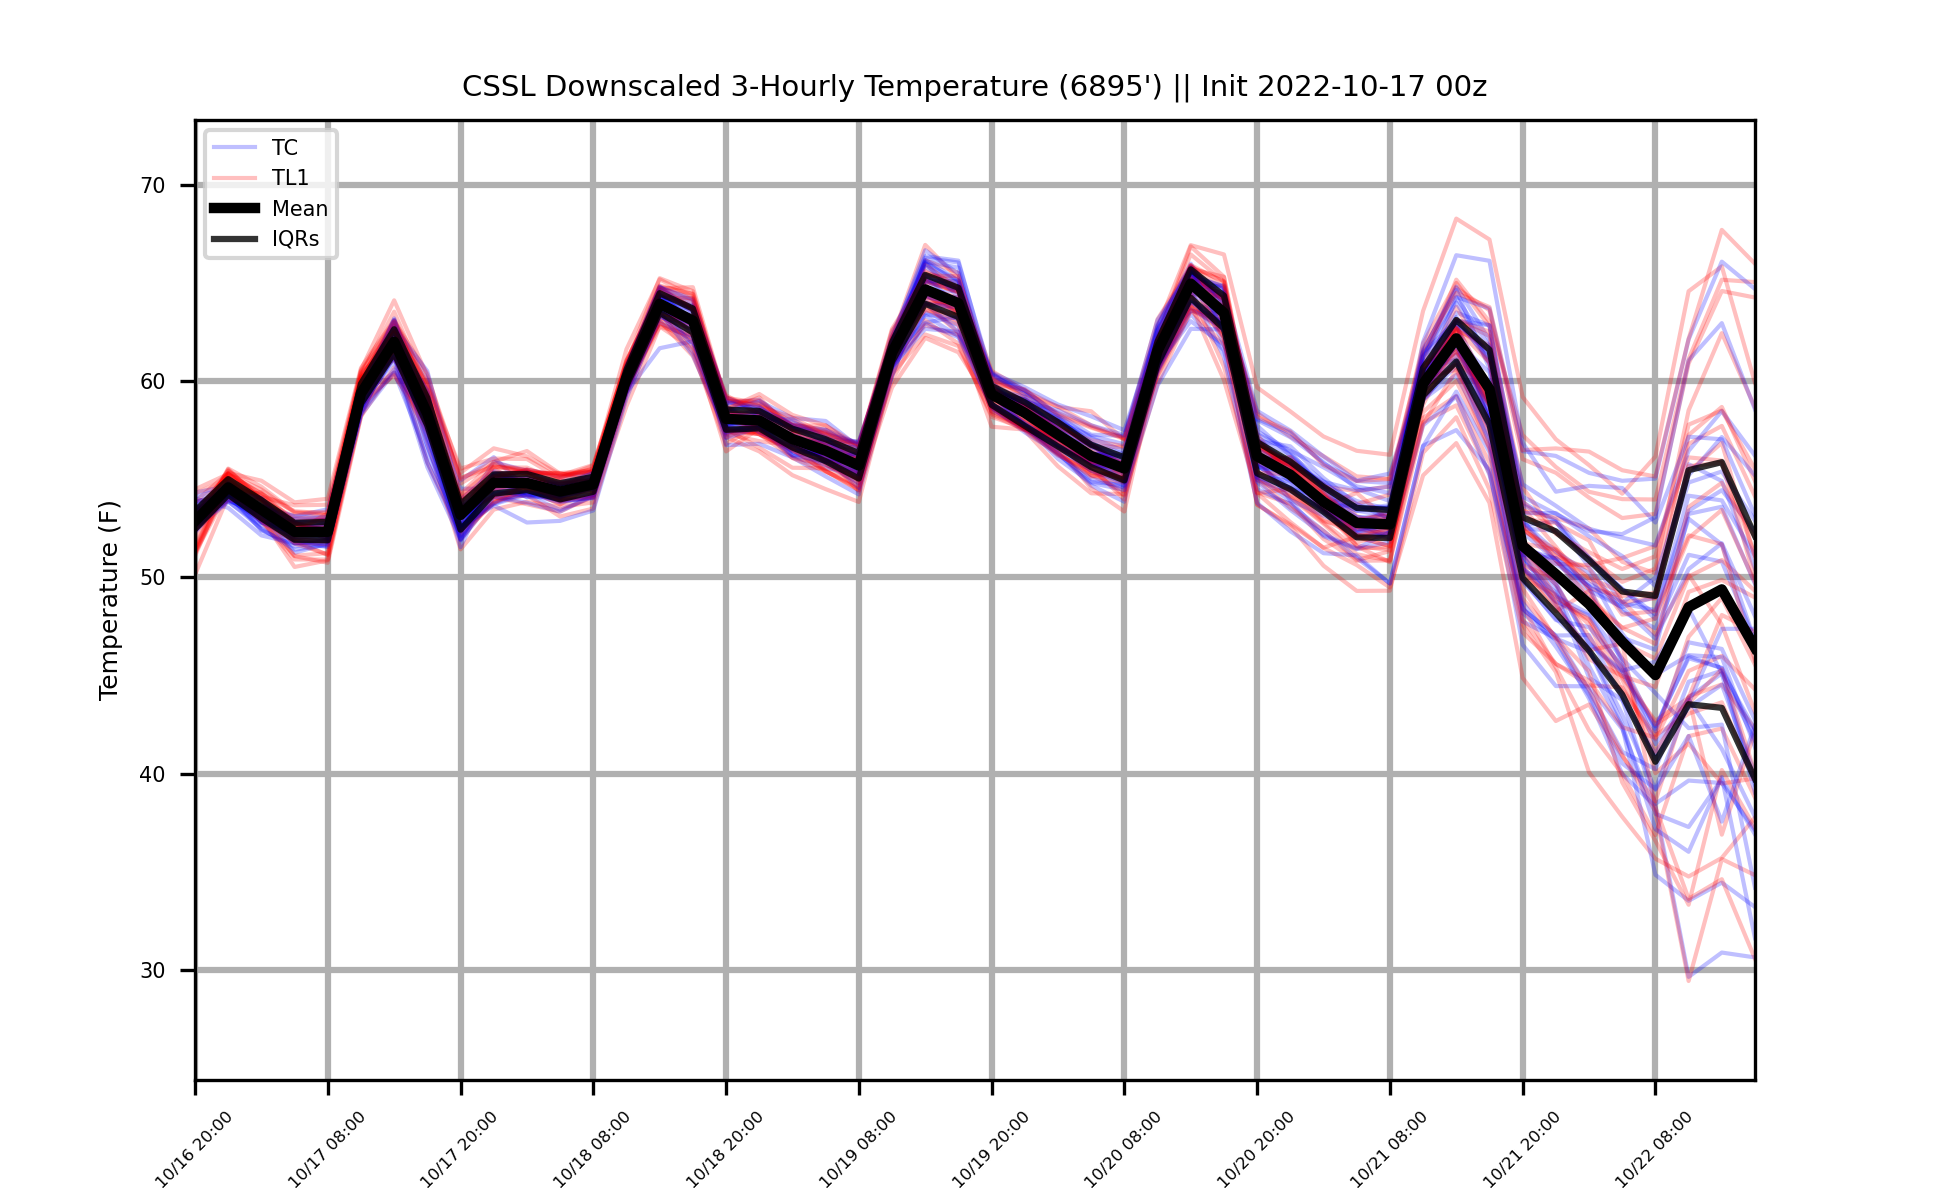 CSSL Downscaled 3-Hourly Temperature (6895') || Init 2022-10-17 00z
TC
TL1
Mean
IQRs
Temperature (F)
70
60
50
40
30
10/16 20:00
10/17 08:00
10/17 20:00
10/18 08:00
10/18 20:00
10/19 08:00
10/19 20:00
10/20 08:00
10/20 20:00
10/21 08:00
10/21 20:00
10/22 08:00